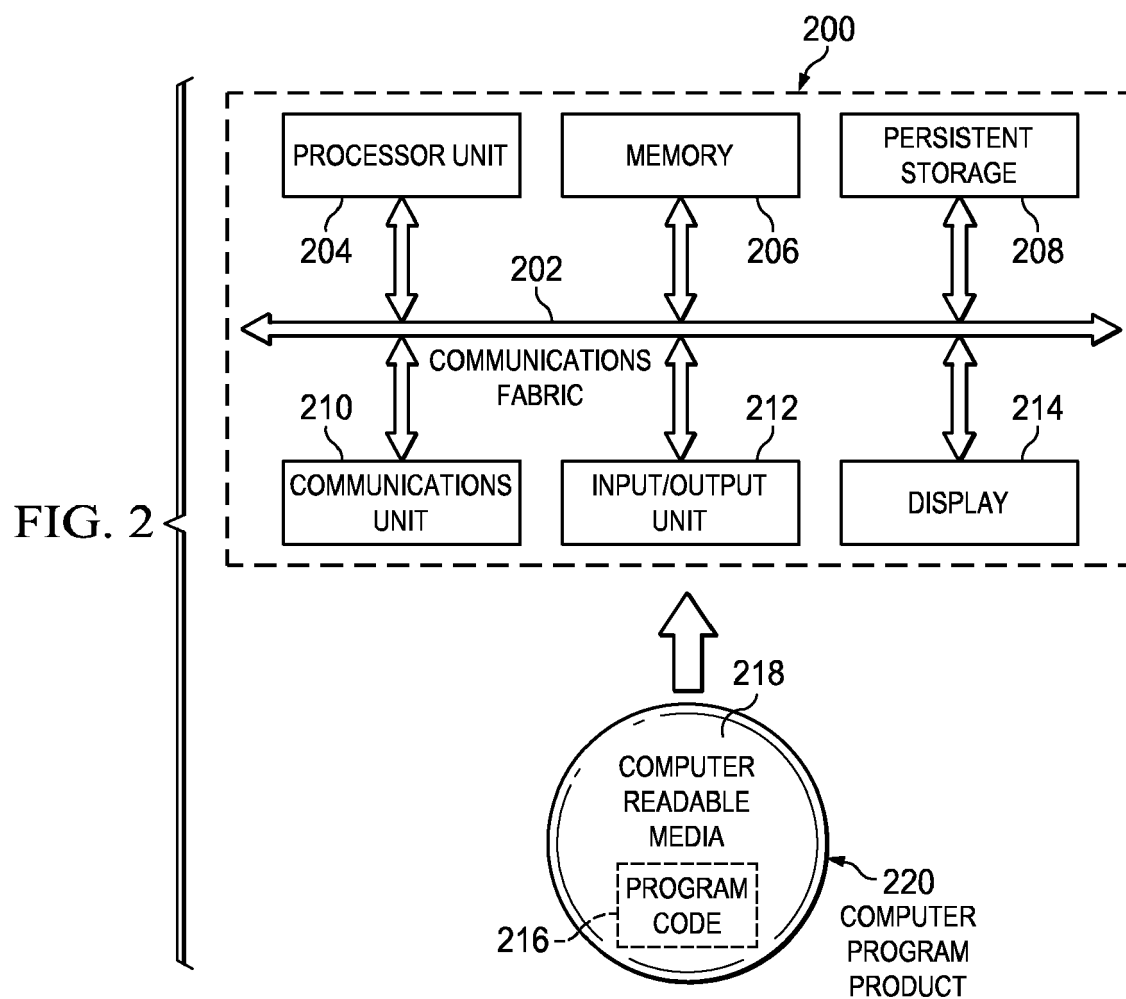 200
PROCESSOR UNIT
MEMORY
PERSISTENT
STORAGE
204
206
208
202
COMMUNICATIONS
FABRIC
210
212
214
COMMUNICATIONS
UNIT
INPUT/OUTPUT
UNIT
DISPLAY
FIG. 2
218
COMPUTER
READABLE
MEDIA
PROGRAM
CODE
216
220
COMPUTER
PROGRAM
PRODUCT